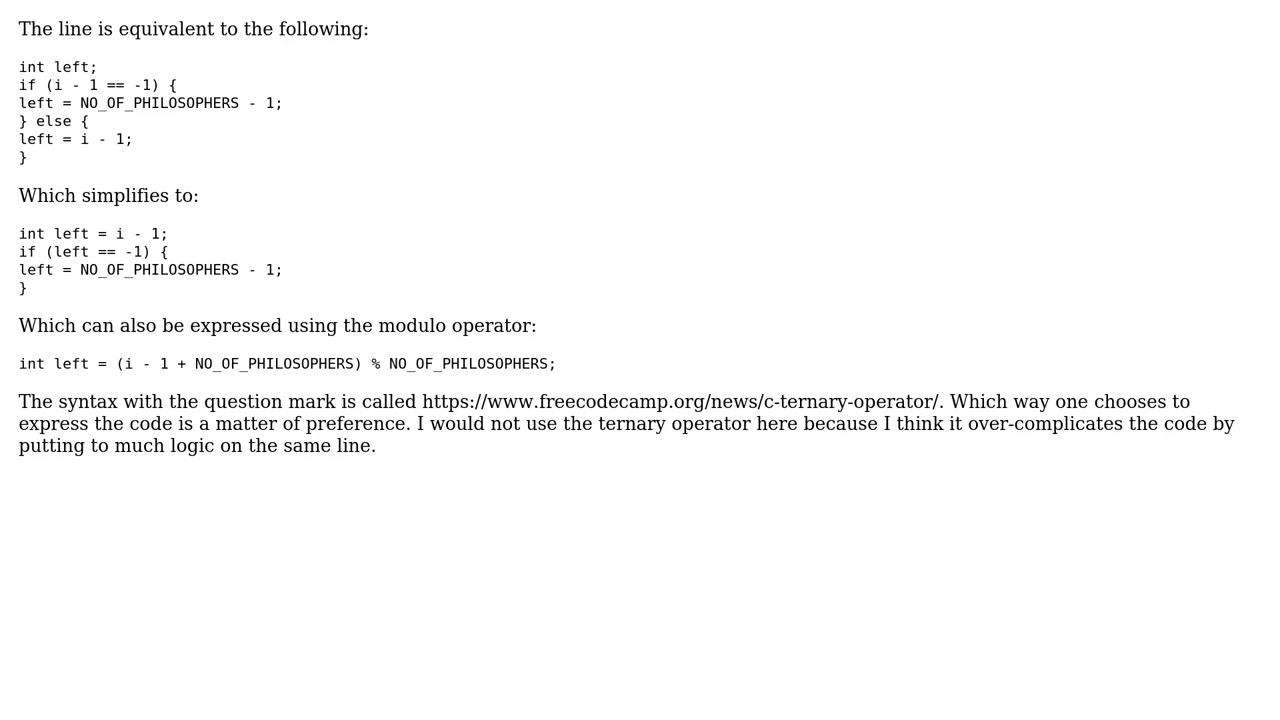 The line is equivalent to the following:
int left;
if (i - 1 == -1) {
left = NO_OF_PHILOSOPHERS - 1;
} else {
left = i - 1;
}
Which simplifies to:
int left = i - 1;
if (left == -1) {
left = NO_OF_PHILOSOPHERS - 1;
}
Which can also be expressed using the modulo operator:
int left = (i - 1 + NO_OF_PHILOSOPHERS) % NO_OF_PHILOSOPHERS;
The syntax with the question mark is called https://www.freecodecamp.org/news/c-ternary-operator/. Which way one chooses to
express the code is a matter of preference. I would not use the ternary operator here because I think it over-complicates the code by
putting to much logic on the same line.